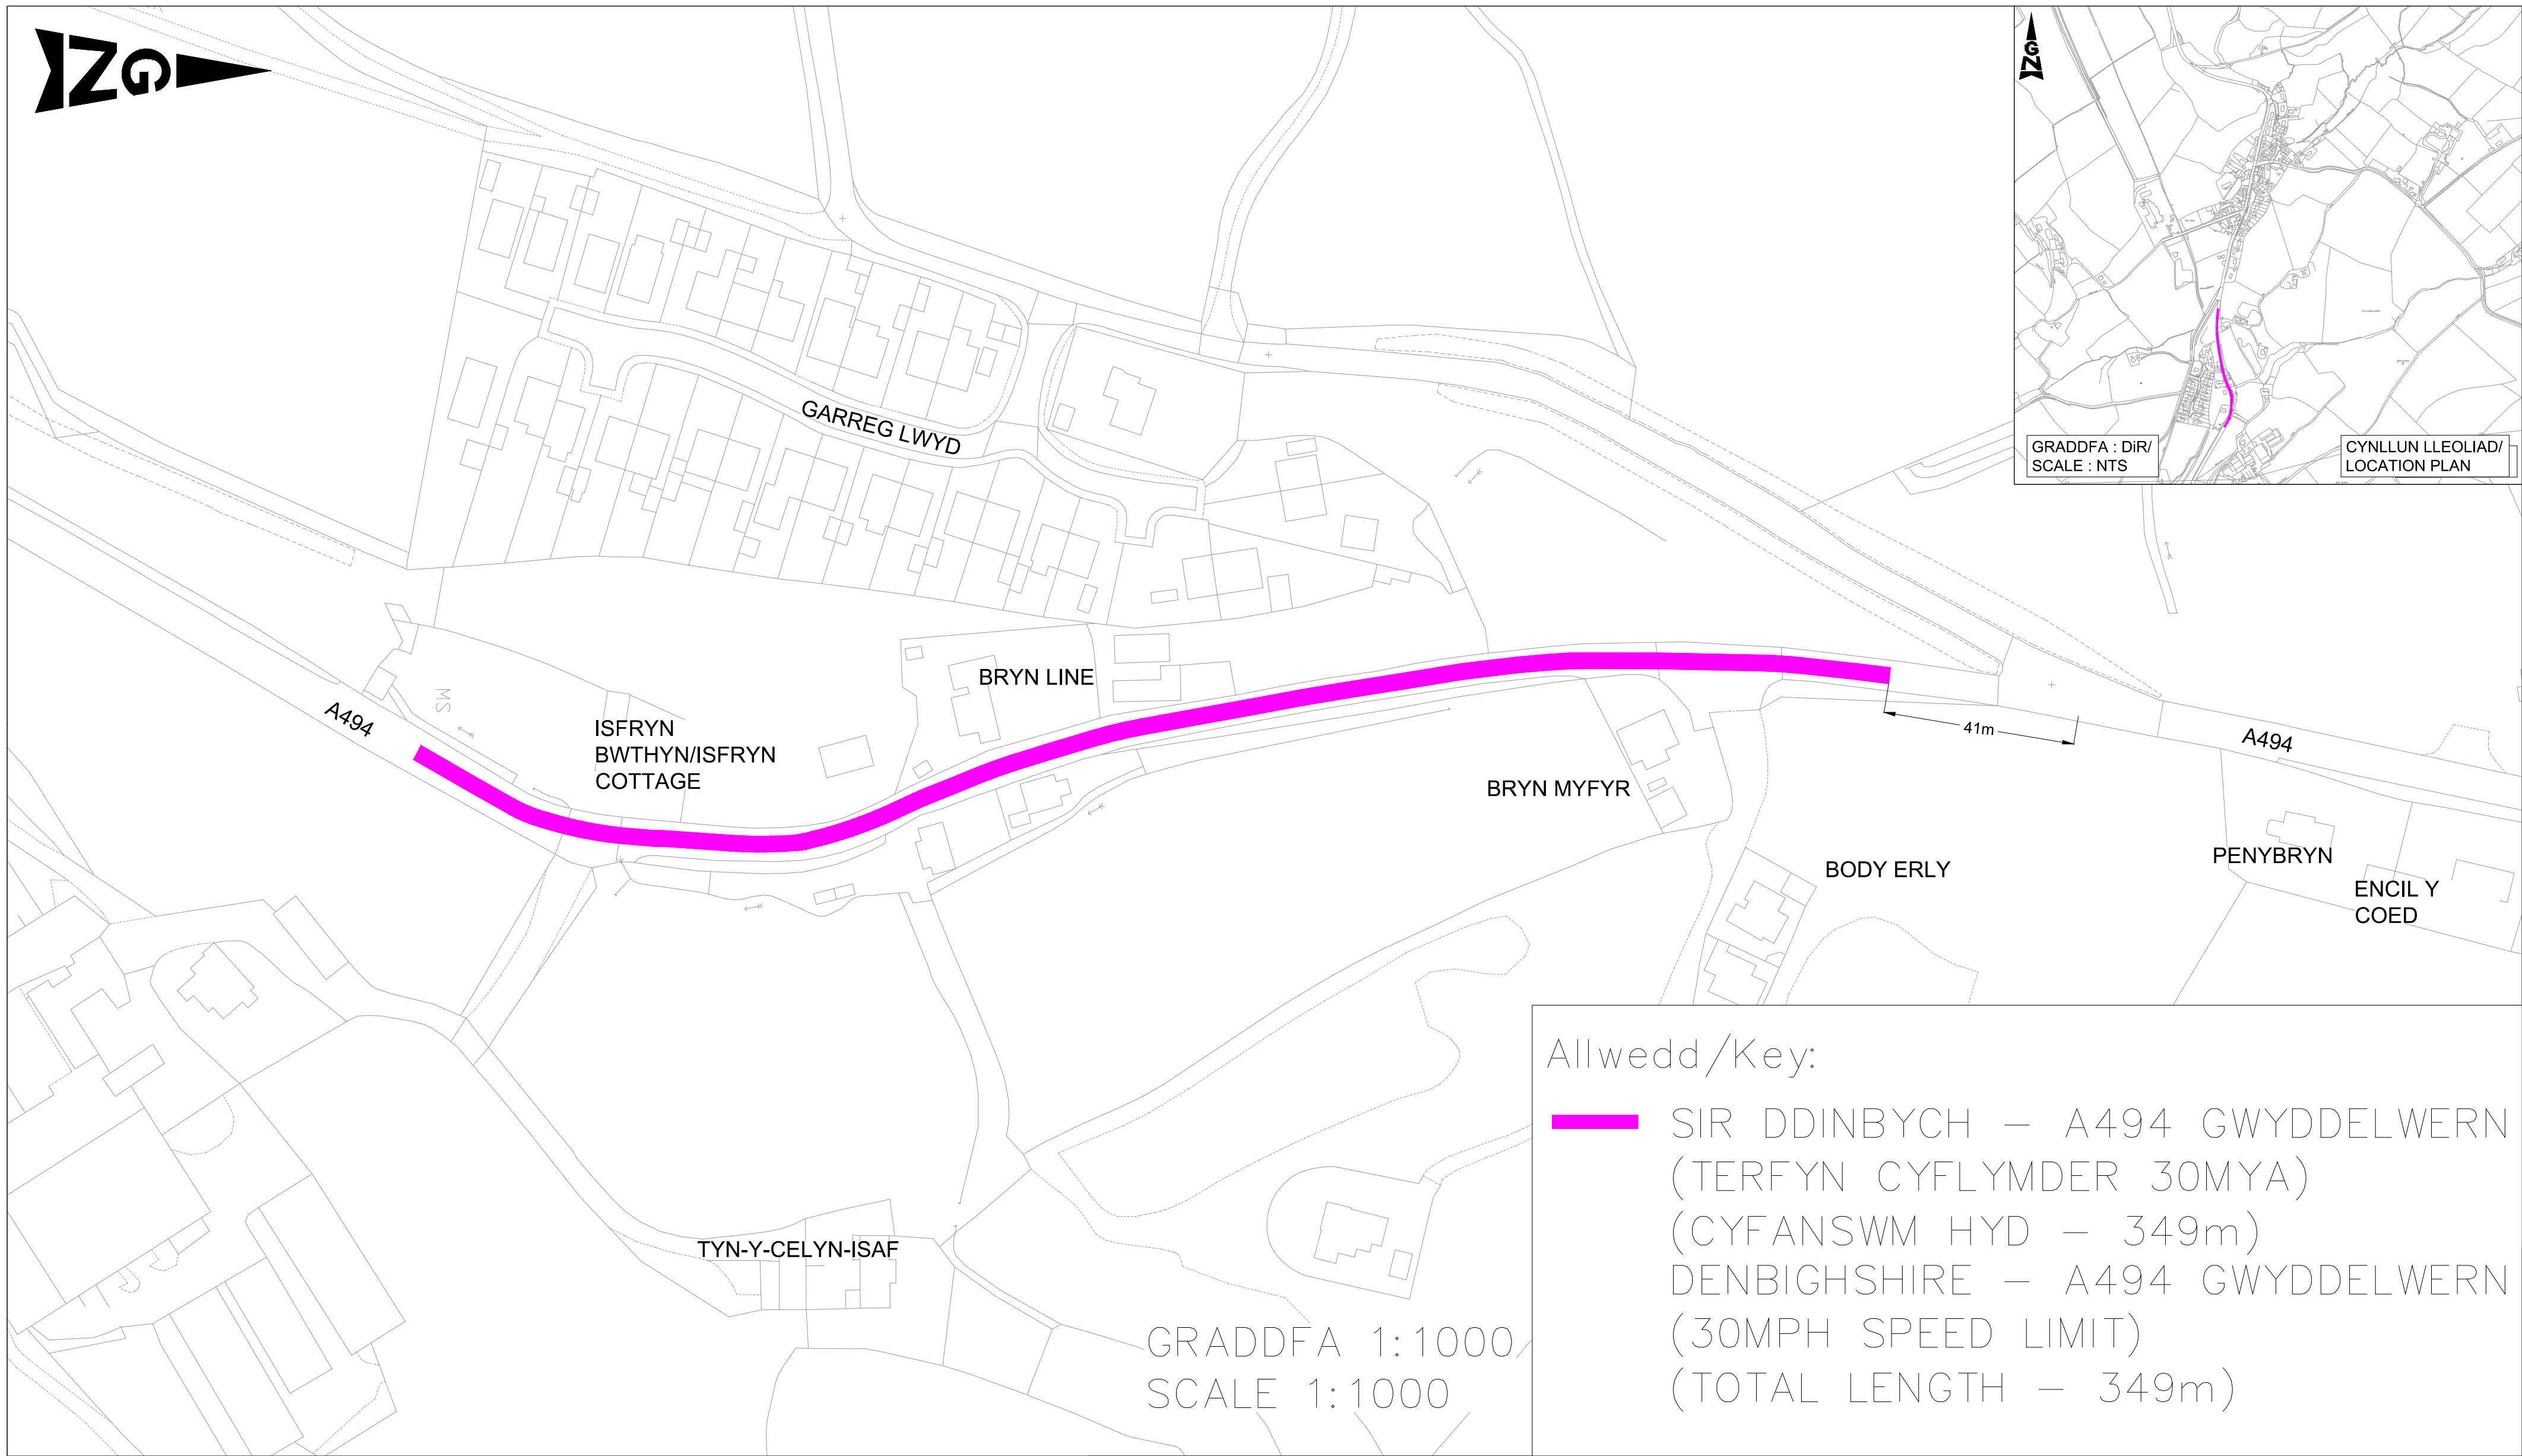 GN
GN
GRADDFA : DiR/
SCALE : NTS
CYNLLUN LLEOLIAD/
LOCATION PLAN
GARREG LWYD
BRYN LINE
MS
A494
ISFRYN
BWTHYN/ISFRYN
COTTAGE
41m
A494
BRYN MYFYR
BODY ERLY
PENYBRYN
ENCIL Y
COED
TYN-Y-CELYN-ISAF
GRADDFA 1:1000
SCALE 1:1000
Allwedd/Key:
SIR DDINBYCH – A494 GWYDDELWERN
(TERFYN CYFLYMDER 30MYA)
(CYFANSWM HYD – 349m)
DENBIGHSHIRE – A494 GWYDDELWERN
(30MPH SPEED LIMIT)
(TOTAL LENGTH – 349m)